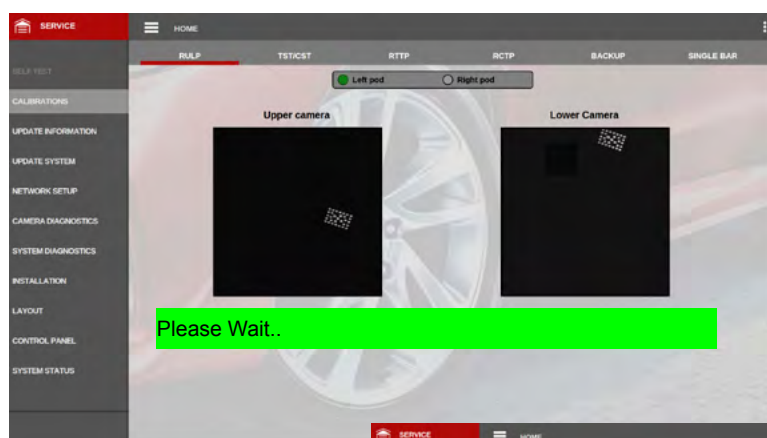 SERVICE
HOME
RULP TST/CST RTTP RCTP BACKUP SINGLE BAR
SELF TEST
Left pod Right pod
CALIBRATIONS
Upper camera Lower Camera
UPDATE INFORMATION
UPDATE SYSTEM
NETWORK SETUP
CAMERA DIAGNOSTICS
SYSTEM DIAGNOSTICS
INSTALLATION
LAYOUT
Please Wait..
CONTROL PANEL
SYSTEM STATUS
SERVICE
HOME